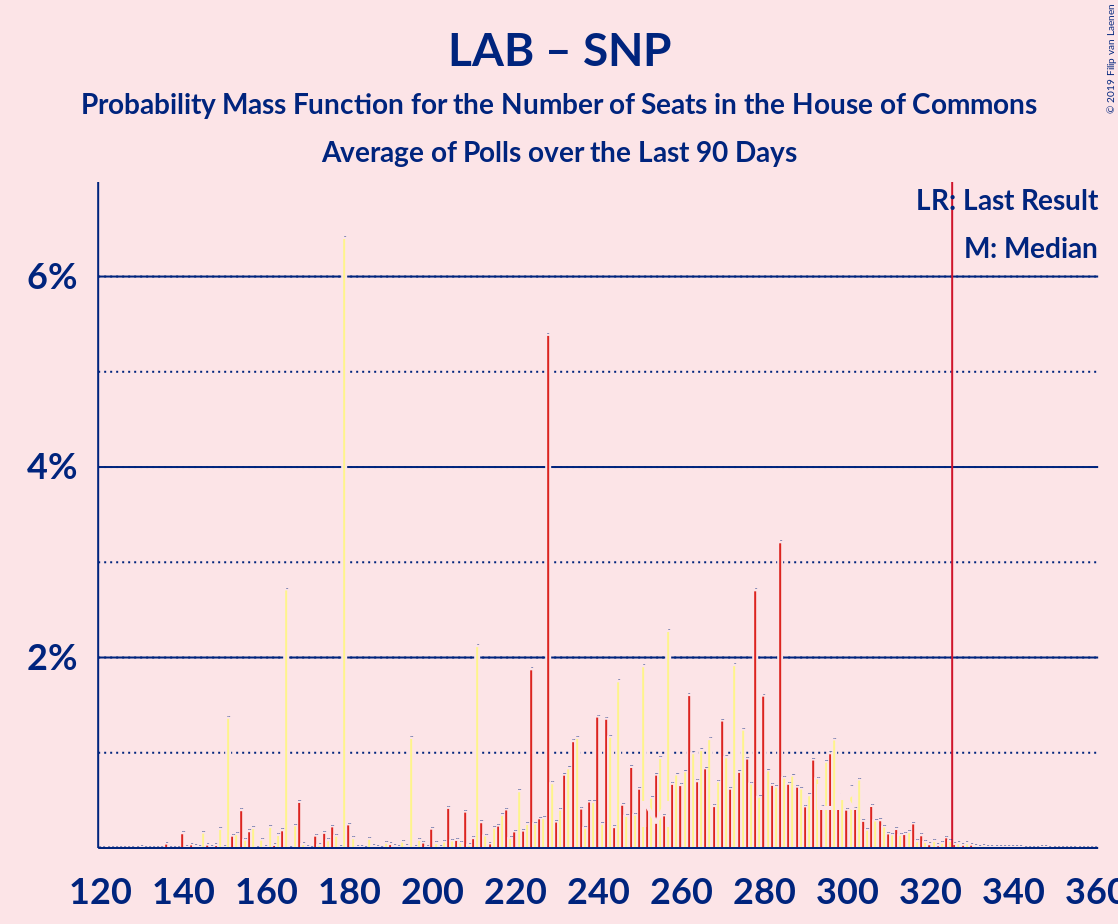 LAB – SNP
Probability Mass Function for the Number of Seats in the House of Commons
Average of Polls over the Last 90 Days
© 2019 Filip van Laenen
LR: Last Result
M: Median
6%
4%
2%
120 140 160 180 200 220 240 260 280 300 320 340 360